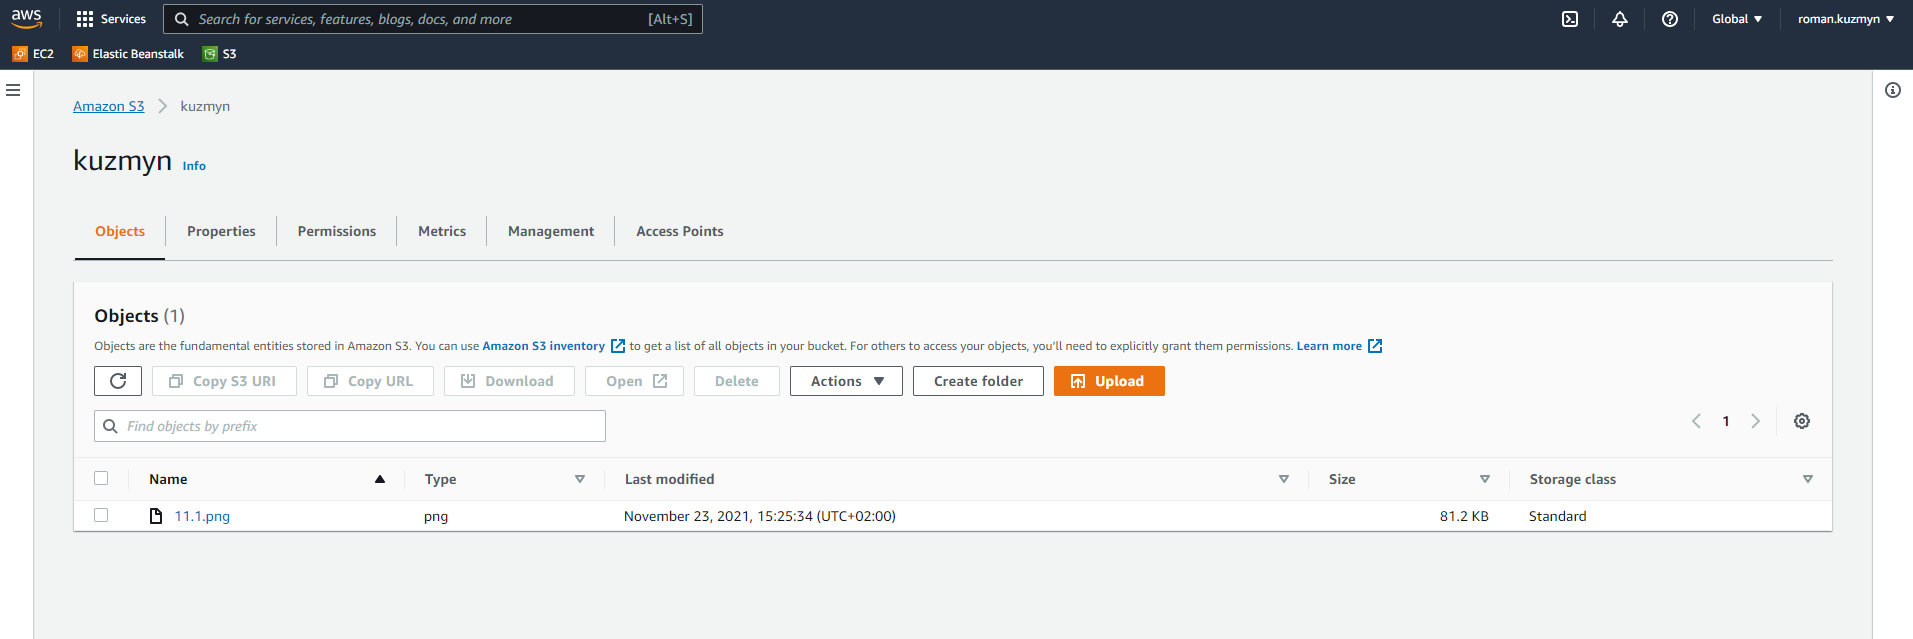 aws Services Search for services, features, blogs, docs, and more [Alt+S] Global roman.kuzmyn
EC2 Elastic Beanstalk S3
Amazon S3 kuzmyn
kuzmyn Info
Objects Properties Permissions Metrics Management Access Points
Objects (1)
Objects are the fundamental entities stored in Amazon S3. You can use Amazon S3 inventory to get a list of all objects in your bucket. For others to access your objects, you'll need to explicitly grant them permissions. Learn more
Copy S3 URI Copy URL Download Open Delete Actions Create folder Upload
Find objects by prefix
1
Name Type Last modified Size Storage class
11.1.png png November 23, 2021, 15:25:34 (UTC+02:00) 81.2 KB Standard